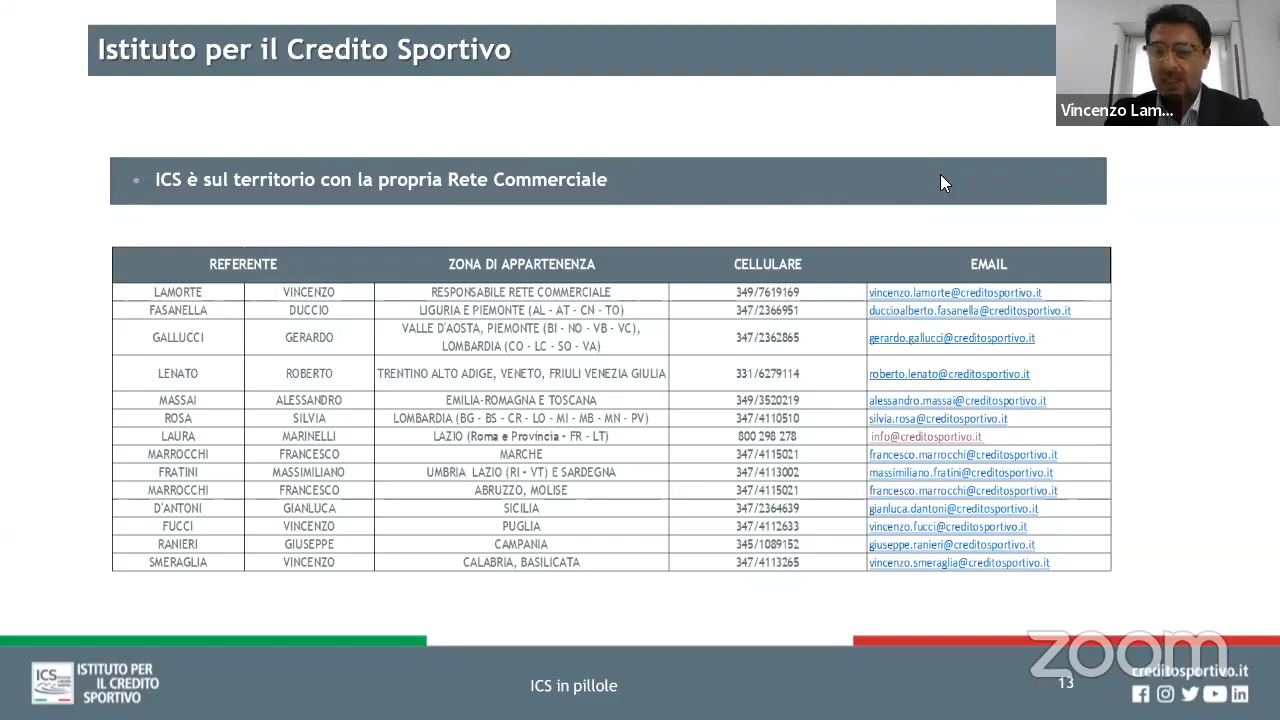 Istituto per il Credito Sportivo
Vincenzo Lam...
• ICS è sul territorio con la propria Rete Commerciale
REFERENTE ZONA DI APPARTENENZA CELLULARE EMAIL
LAMORTE VINCENZO RESPONSABILE RETE COMMERCIALE 349/7619169 vincenzo.lamorte@creditosportivo.it
FASANELLA DUCCIO LIGURIA E PIEMONTE (AL - AT - CN - TO) 347/2366951 duccioalberto.fasanella@creditosportivo.it
GALLUCCI GERARDO VALLE D'AOSTA, PIEMONTE (BI - NO - VB - VC),
LOMBARDIA (CO - LC - SO - VA) 347/2362865 gerardo.gallucci@creditosportivo.it
LENATO ROBERTO TRENTINO ALTO ADIGE, VENETO, FRIULI VENEZIA GIULIA 331/6279114 roberto.lenato@creditosportivo.it
MASSAI ALESSANDRO EMILIA-ROMAGNA E TOSCANA 349/3520219 alessandro.massai@creditosportivo.it
ROSA SILVIA LOMBARDIA (BG - BS - CR - LO - MI - MB - MN - PV) 347/4110510 silvia.rosa@creditosportivo.it
LAURA MARINELLI LAZIO (Roma e Provincia - FR - LT) 800 298 278 info@creditosportivo.it
MARROCCHI FRANCESCO MARCHE 347/4115021 francesco.marrocchi@creditosportivo.it
FRATINI MASSIMILIANO UMBRIA LAZIO (RI - VT) E SARDEGNA 347/4113002 massimiliano.fratini@creditosportivo.it
MARROCCHI FRANCESCO ABRUZZO, MOLISE 347/4115021 francesco.marrocchi@creditosportivo.it
D'ANTONI GIANLUCA SICILIA 347/2364639 gianluca.dantoni@creditosportivo.it
FUCCI VINCENZO PUGLIA 347/4112633 vincenzo.fucci@creditosportivo.it
RANIERI GIUSEPPE CAMPANIA 345/1089152 giuseppe.ranieri@creditosportivo.it
SMERAGLIA VINCENZO CALABRIA, BASILICATA 347/4113265 vincenzo.smeraglia@creditosportivo.it
zoom
ICS
ISTITUTO PER
IL CREDITO
SPORTIVO
ICS in pillole
13
creditosportivo.it